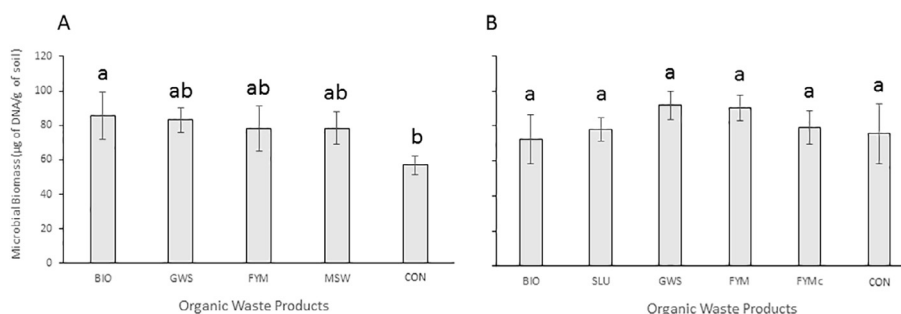 A
B
Microbial Biomass (µg of DNA/g of soil)
120
100
80
60
40
20
0
a
ab
ab
ab
b
BIO
GWS
FYM
MSW
CON
Organic Waste Products
a
a
a
a
a
a
BIO
SLU
GWS
FYM
FYMc
CON
Organic Waste Products